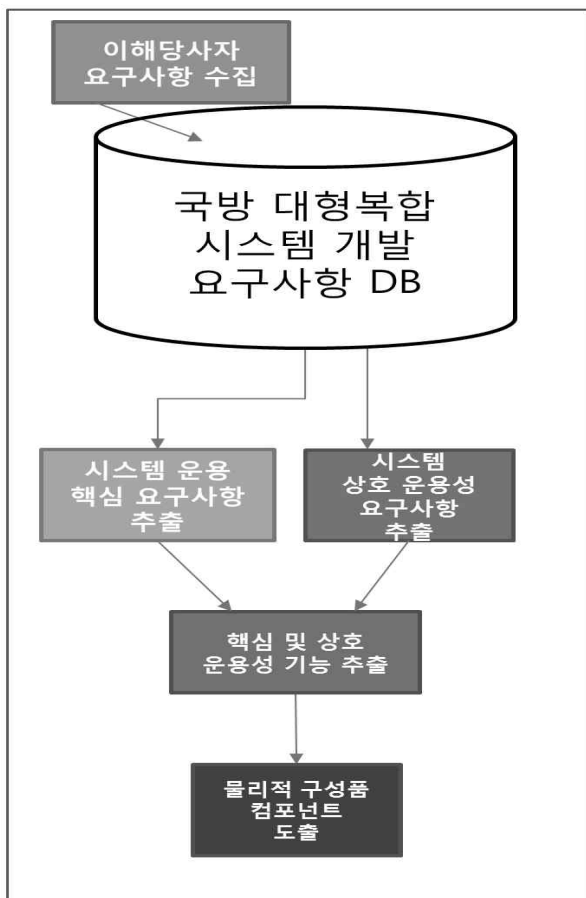 이해당사자
요구사항 수집
국방 대형복합
시스템 개발
요구사항 DB
시스템 운용
핵심 요구사항
추출
시스템
상호 운용성
요구사항
추출
핵심 및 상호
운용성 기능 추출
물리적 구성품
컴포넌트
도출